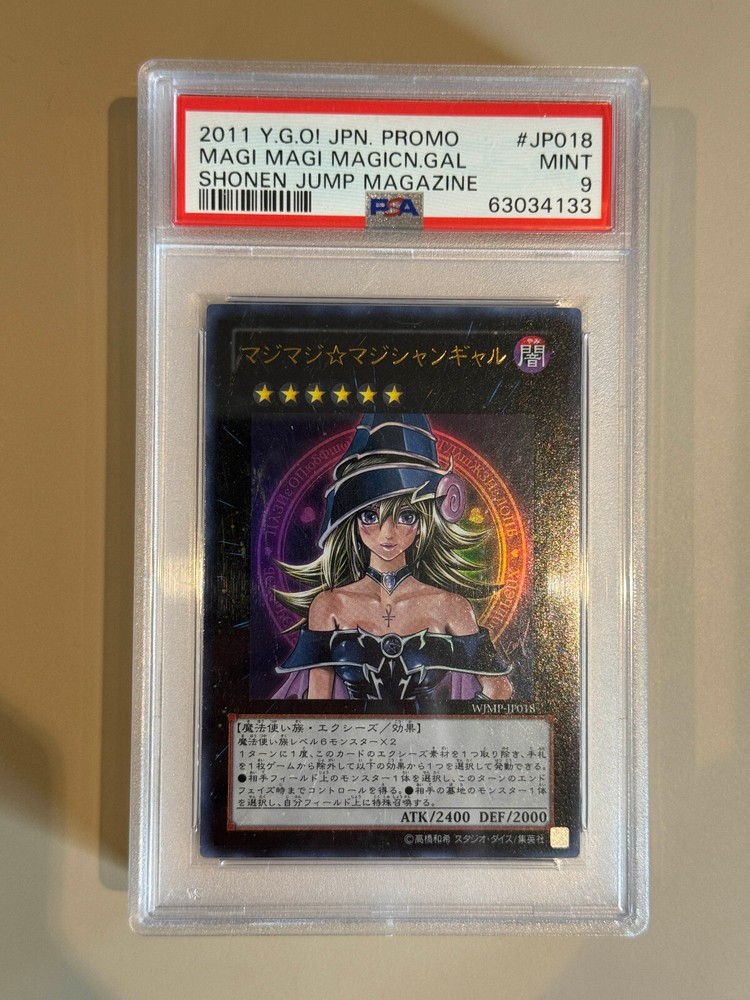 2011 Y.G.O! JPN. PROMO #JP018
MAGI MAGI MAGICN.GAL MINT
SHONEN JUMP MAGAZINE 9
PSA 63034133
マジマジ☆マジシャンギャル 闇
WJMP-JP018
【魔法使い族・エクシーズ/効果】
魔法使い族レベル6モンスター×2
1ターンに1度、このカードのエクシーズ素材を1つ取り除き、手札
を1枚ゲームから除外して以下の効果から1つを選択して発動できる。
●相手フィールド上のモンスター1体を選択し、このターンのエンド
フェイズ時までコントロールを得る。●相手の墓地のモンスター1体
を選択し、自分フィールド上に特殊召喚する。
ATK/2400 DEF/2000
©高橋和希 スタジオ・ダイス/集英社